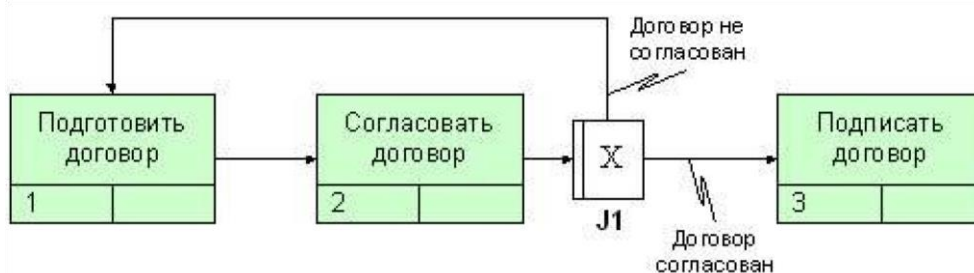 Договор не
согласован
Подготовить
договор
1
Согласовать
договор
2
X
J1
Подписать
договор
3
Договор
согласован